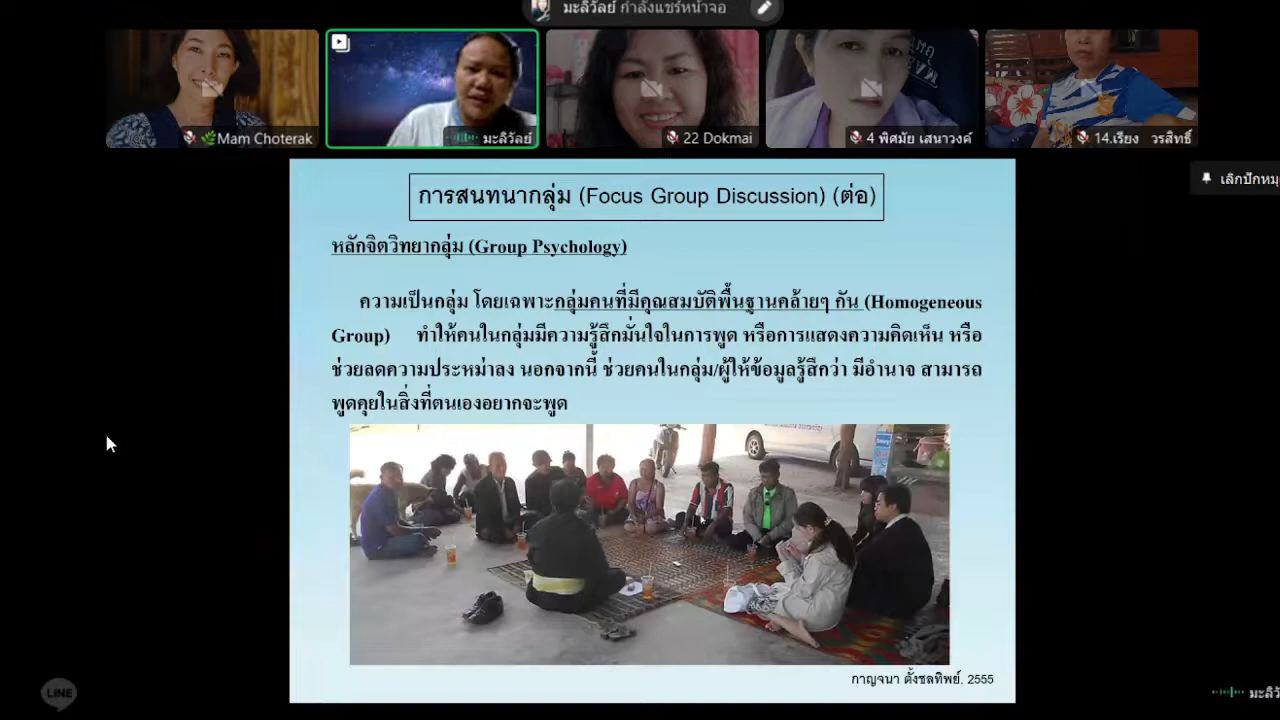 มะลิวัลย์ กำลังแชร์หน้าจอ
Mam Choterak
มะลิวัลย์
22 Dokmai
4 พิศมัย เสนาวงค์
14.เรียง วรสิทธิ์
เลิกปักหมุ
การสนทนากลุ่ม (Focus Group Discussion) (ต่อ)
หลักจิตวิทยากลุ่ม (Group Psychology)
ความเป็นกลุ่ม โดยเฉพาะกลุ่มคนที่มีคุณสมบัติพื้นฐานคล้ายๆ กัน (Homogeneous
Group) ทำให้คนในกลุ่มมีความรู้สึกมั่นใจในการพูด หรือการแสดงความคิดเห็น หรือ
ช่วยลดความประหม่าลง นอกจากนี้ ช่วยคนในกลุ่ม/ผู้ให้ข้อมูลรู้สึกว่า มีอำนาจ สามารถ
พูดคุยในสิ่งที่ตนเองอยากจะพูด
กาญจนา ตั้งชลทิพย์, 2555
LINE
มะลิวั